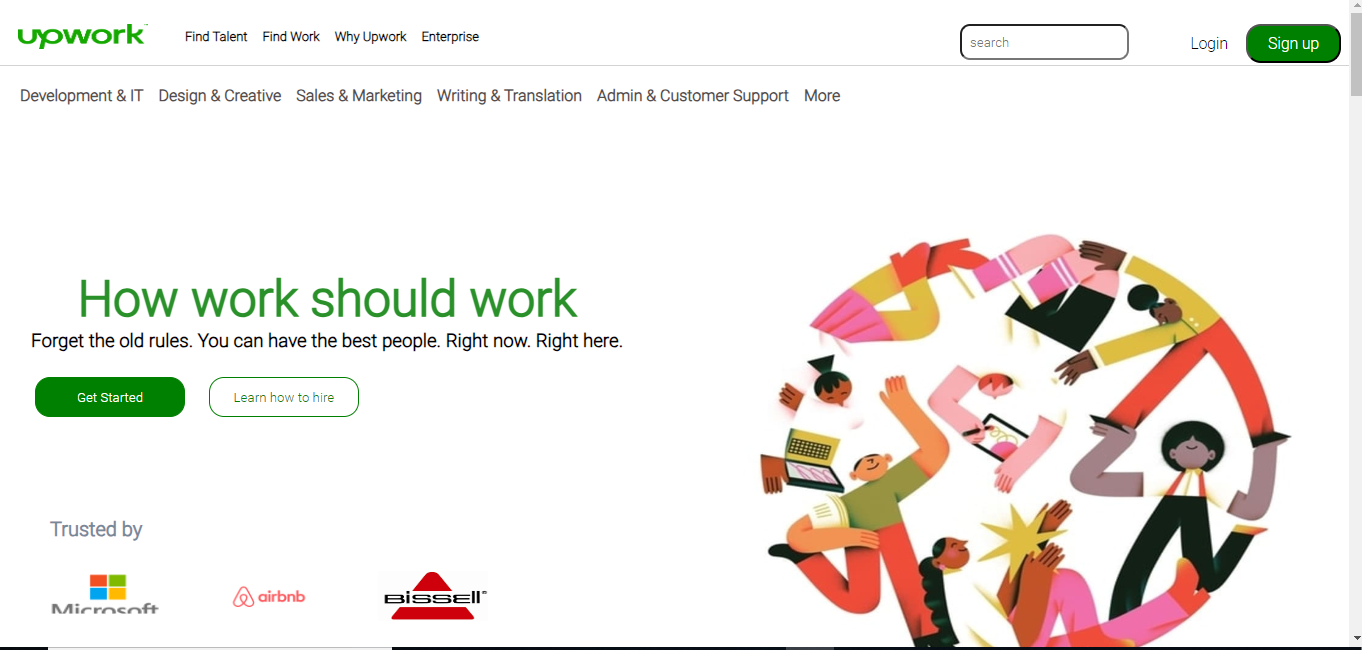 upwork
Find Talent Find Work Why Upwork Enterprise
search
Login
Sign up
Development & IT Design & Creative Sales & Marketing Writing & Translation Admin & Customer Support More
How work should work
Forget the old rules. You can have the best people. Right now. Right here.
Get Started
Learn how to hire
Trusted by
Microsoft
airbnb
BISSELL